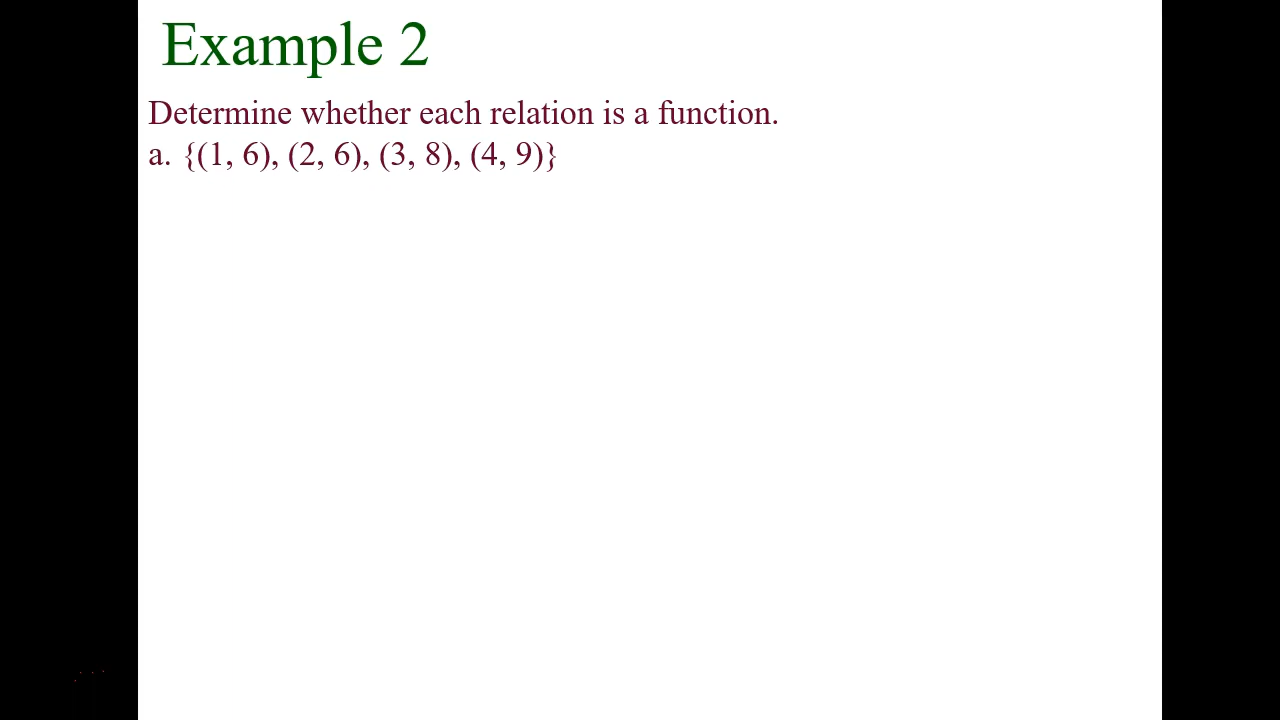 Example 2
Determine whether each relation is a function.
a. {(1, 6), (2, 6), (3, 8), (4, 9)}